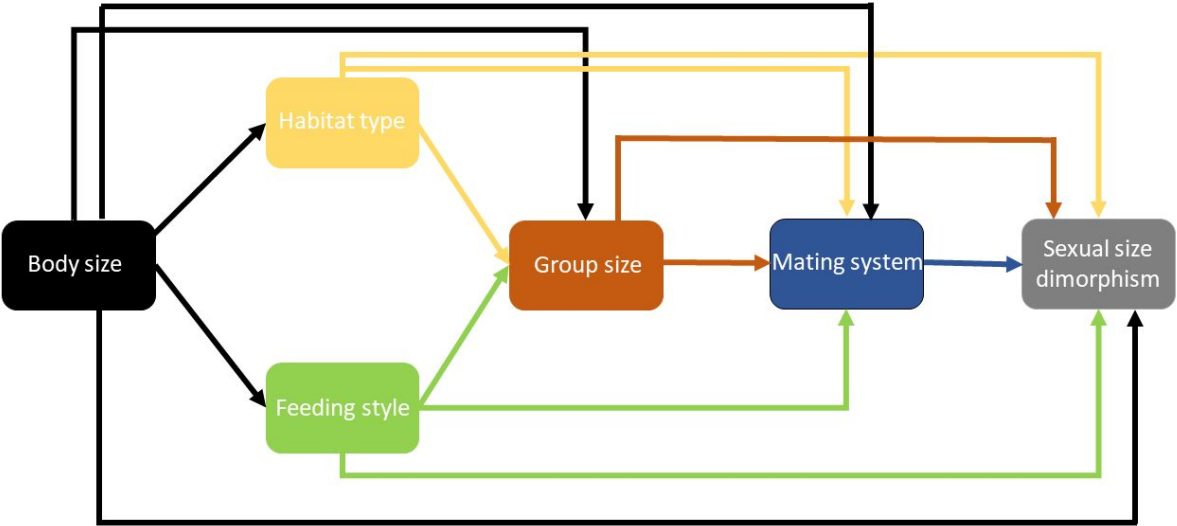 Habitat type
Body size
Group size
Mating system
Sexual size
dimorphism
Feeding style